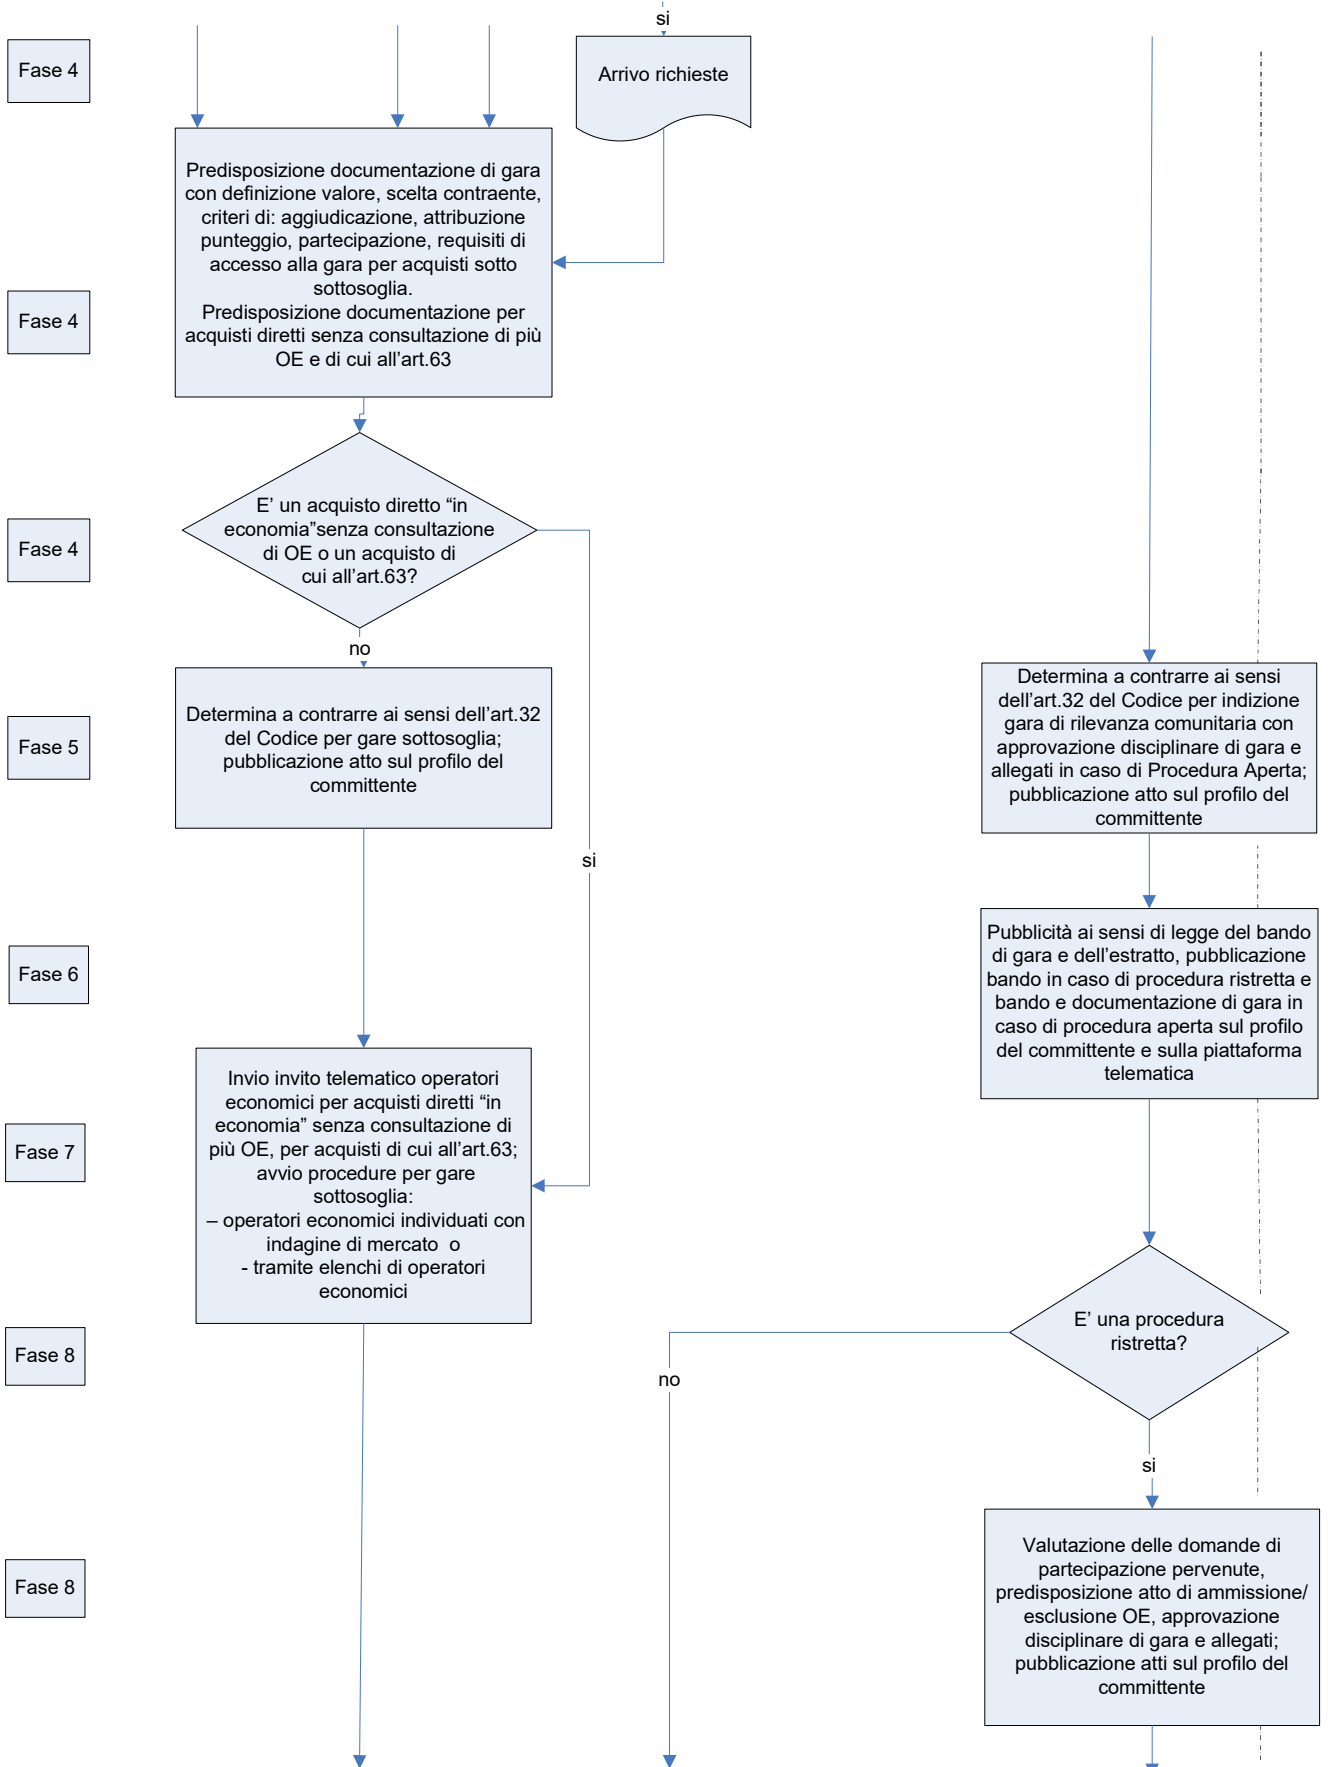 si
Fase 4
Arrivo richieste
Predisposizione documentazione di gara
con definizione valore, scelta contraente,
criteri di: aggiudicazione, attribuzione
punteggio, partecipazione, requisiti di
accesso alla gara per acquisti sotto
sottosoglia.
Predisposizione documentazione per
acquisti diretti senza consultazione di più
OE e di cui all’art.63
Fase 4
Fase 4
E’ un acquisto diretto “in
economia”senza consultazione
di OE o un acquisto di
cui all’art.63?
no
Fase 5
Determina a contrarre ai sensi dell’art.32
del Codice per gare sottosoglia;
pubblicazione atto sul profilo del
committente
Determina a contrarre ai sensi
dell’art.32 del Codice per indizione
gara di rilevanza comunitaria con
approvazione disciplinare di gara e
allegati in caso di Procedura Aperta;
pubblicazione atto sul profilo del
committente
si
Fase 6
Pubblicità ai sensi di legge del bando
di gara e dell’estratto, pubblicazione
bando in caso di procedura ristretta e
bando e documentazione di gara in
caso di procedura aperta sul profilo
del committente e sulla piattaforma
telematica
Fase 7
Invio invito telematico operatori
economici per acquisti diretti “in
economia” senza consultazione di
più OE, per acquisti di cui all’art.63;
avvio procedure per gare
sottosoglia:
– operatori economici individuati con
indagine di mercato  o
- tramite elenchi di operatori
economici
Fase 8
E’ una procedura
ristretta?
no
si
Fase 8
Valutazione delle domande di
partecipazione pervenute,
predisposizione atto di ammissione/
esclusione OE, approvazione
disciplinare di gara e allegati;
pubblicazione atti sul profilo del
committente